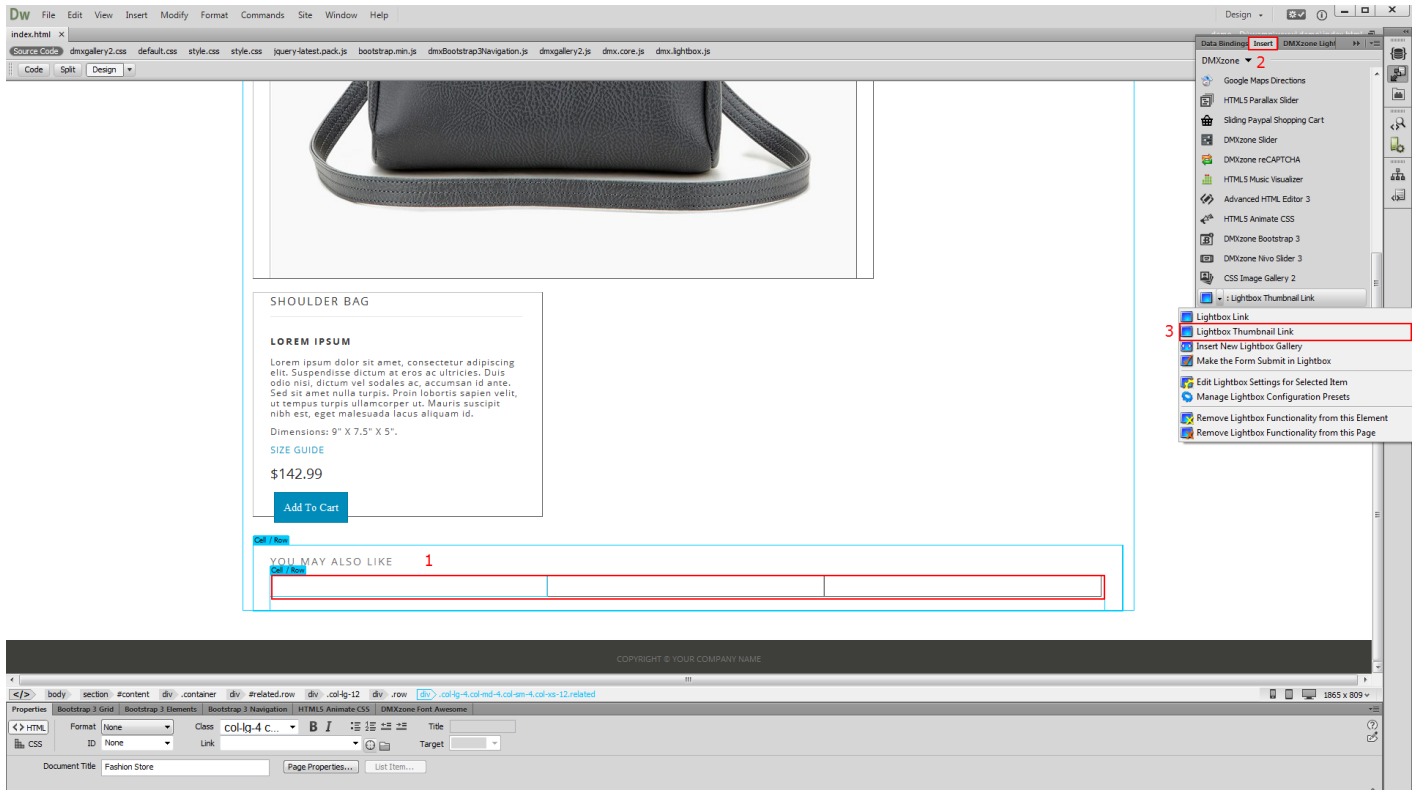 Dw File Edit View Insert Modify Format Commands Site Window Help
Design
index.html ×
Source Code dmxgallery2.css default.css style.css style.css jquery-latest.pack.js bootstrap.min.js dmxBootstrap3Navigation.js dmxgallery2.js dmx.core.js dmx.lightbox.js
Code Split Design
Data Bindings Insert DMXzone Light
DMXzone 2
Google Maps Directions
HTML5 Parallax Slider
Sliding Paypal Shopping Cart
DMXzone Slider
DMXzone reCAPTCHA
HTML5 Music Visualizer
Advanced HTML Editor 3
HTML5 Animate CSS
DMXzone Bootstrap 3
DMXzone Nivo Slider 3
CSS Image Gallery 2
: Lightbox Thumbnail Link
Lightbox Link
3 Lightbox Thumbnail Link
Insert New Lightbox Gallery
Make the Form Submit in Lightbox
Edit Lightbox Settings for Selected Item
Manage Lightbox Configuration Presets
Remove Lightbox Functionality from this Element
Remove Lightbox Functionality from this Page
SHOULDER BAG
LOREM IPSUM
Lorem ipsum dolor sit amet, consectetur adipiscing
elit. Suspendisse dictum at eros ac ultricies. Duis
odio nisi, dictum vel sodales ac, accumsan id ante.
Sed sit amet nulla turpis. Proin lobortis sapien velit,
ut tempus turpis ullamcorper ut. Mauris suscipit
nibh est, eget malesuada lacus aliquam id.
Dimensions: 9" X 7.5" X 5".
SIZE GUIDE
$142.99
Add To Cart
Cell / Row
YOU MAY ALSO LIKE 1
Cell / Row
COPYRIGHT © YOUR COMPANY NAME
</> body section #content div .container div #related.row div .col-lg-12 div .row div .col-lg-4.col-md-4.col-sm-4.col-xs-12.related
1865 x 809
Properties Bootstrap 3 Grid Bootstrap 3 Elements Bootstrap 3 Navigation HTML5 Animate CSS DMXzone Font Awesome
<> HTML Format None Class col-lg-4 c... B I Title
CSS ID None Link Target
Document Title Fashion Store Page Properties... List Item...